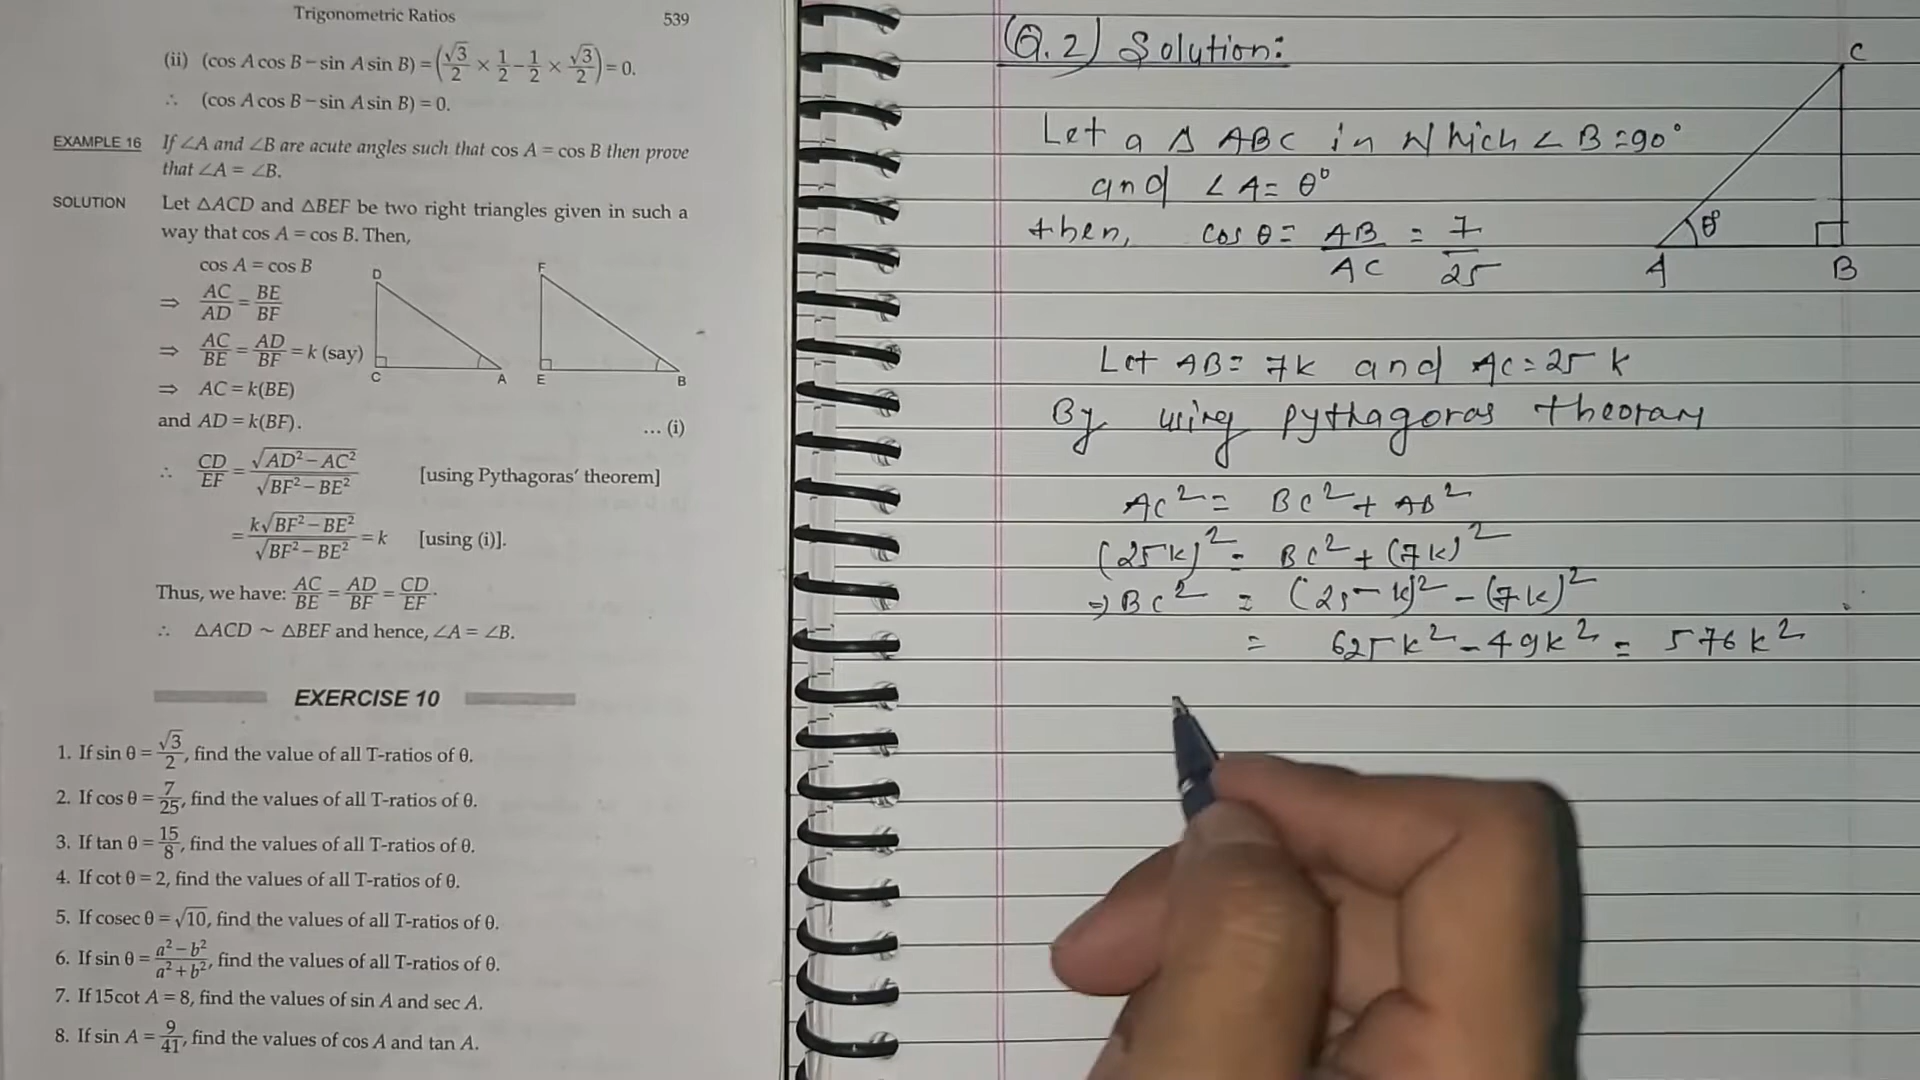 Trigonometric Ratios 539
(ii) (cos A cos B – sin A sin B) = (√3/2 × 1/2 – 1/2 × √3/2) = 0.
∴ (cos A cos B – sin A sin B) = 0.
EXAMPLE 16 If ∠A and ∠B are acute angles such that cos A = cos B then prove
that ∠A = ∠B.
SOLUTION Let △ACD and △BEF be two right triangles given in such a
way that cos A = cos B. Then,
cos A = cos B
⇒ AC/AD = BE/BF
⇒ AC/BE = AD/BF = k (say)
⇒ AC = k(BE)
and AD = k(BF). ... (i)
D
C
A
F
E
B
∴ CD/EF = √(AD² – AC²)/√(BF² – BE²) [using Pythagoras' theorem]
= k√(BF² – BE²)/√(BF² – BE²) = k [using (i)].
Thus, we have: AC/BE = AD/BF = CD/EF.
∴ △ACD ~ △BEF and hence, ∠A = ∠B.
EXERCISE 10
1. If sin θ = √3/2, find the value of all T-ratios of θ.
2. If cos θ = 7/25, find the values of all T-ratios of θ.
3. If tan θ = 15/8, find the values of all T-ratios of θ.
4. If cot θ = 2, find the values of all T-ratios of θ.
5. If cosec θ = √10, find the values of all T-ratios of θ.
6. If sin θ = (a² – b²)/(a² + b²), find the values of all T-ratios of θ.
7. If 15cot A = 8, find the values of sin A and sec A.
8. If sin A = 9/41, find the values of cos A and tan A.
(Q.2) Solution:
Let a △ ABC in which ∠B=90°
and ∠A= θ°
then, cos θ = AB/AC = 7/25
C
θ
A
B
Let AB= 7k and AC=25k
By using pythagoras theoram
AC² = BC² + AB²
(25k)² = BC² + (7k)²
⇒ BC² = (25k)² – (7k)²
= 625k² – 49k² = 576k²